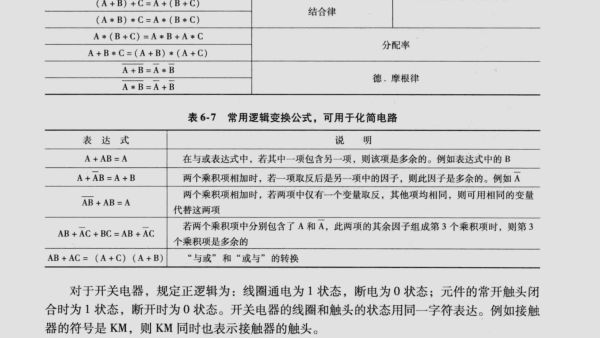 (A + B) + C = A + (B + C)
结合律
(A * B) * C = A * (B * C)
A * (B + C) = A * B + A * C
分配率
A + B * C = (A + B) * (A + C)
A̅ ̅+̅ ̅B̅ = A̅ * B̅
德．摩根律
A̅ ̅*̅ ̅B̅ = A̅ + B̅
表 6-7 常用逻辑变换公式，可用于化简电路
表 达 式 说 明
A + AB = A 在与或表达式中，若其中一项包含另一项，则该项是多余的。例如表达式中的 B
A + A̅B = A + B 两个乘积项相加时，若一项取反后是另一项中的因子，则此因子是多余的。例如 A̅
A̅B̅ + AB = A 两个乘积项相加时，若两项中仅有一个变量取反，其他项均相同，则可用相同的变量
代替这两项
AB + A̅C + BC = AB + A̅C 若两个乘积项中分别包含了 A 和 A̅，此两项的其余因子组成第 3 个乘积项时，则第 3
个乘积项是多余的
AB + AC = （A + C）（A + B） “与或” 和 “或与” 的转换
对于开关电器，规定正逻辑为：线圈通电为 1 状态，断电为 0 状态；元件的常开触头闭
合时为 1 状态，断开时为 0 状态。开关电器的线圈和触头的状态用同一字符表达。例如接触
器的符号是 KM，则 KM 同时也表示接触器的触头。